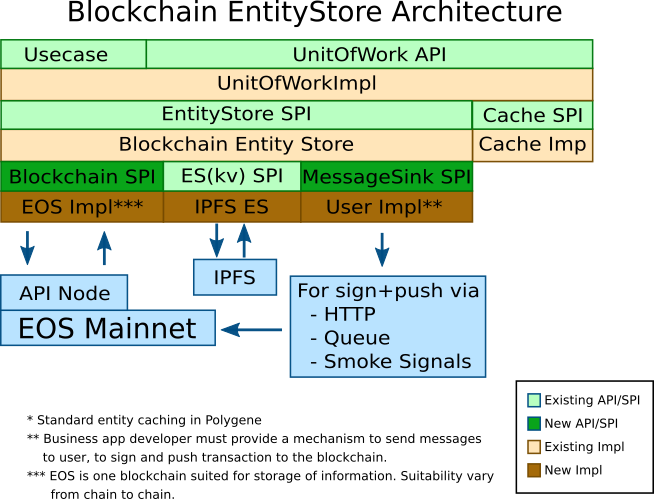 Blockchain EntityStore Architecture
Usecase
UnitOfWork API
UnitOfWorkImpl
EntityStore SPI
Cache SPI
Blockchain Entity Store
Cache Imp
Blockchain SPI
ES(kv) SPI
MessageSink SPI
EOS Impl***
IPFS ES
User Impl**
IPFS
API Node
EOS Mainnet
For sign+push via
- HTTP
- Queue
- Smoke Signals
* Standard entity caching in Polygene
** Business app developer must provide a mechanism to send messages
to user, to sign and push transaction to the blockchain.
*** EOS is one blockchain suited for storage of information. Suitability vary
from chain to chain.
Existing API/SPI
New API/SPI
Existing Impl
New Impl